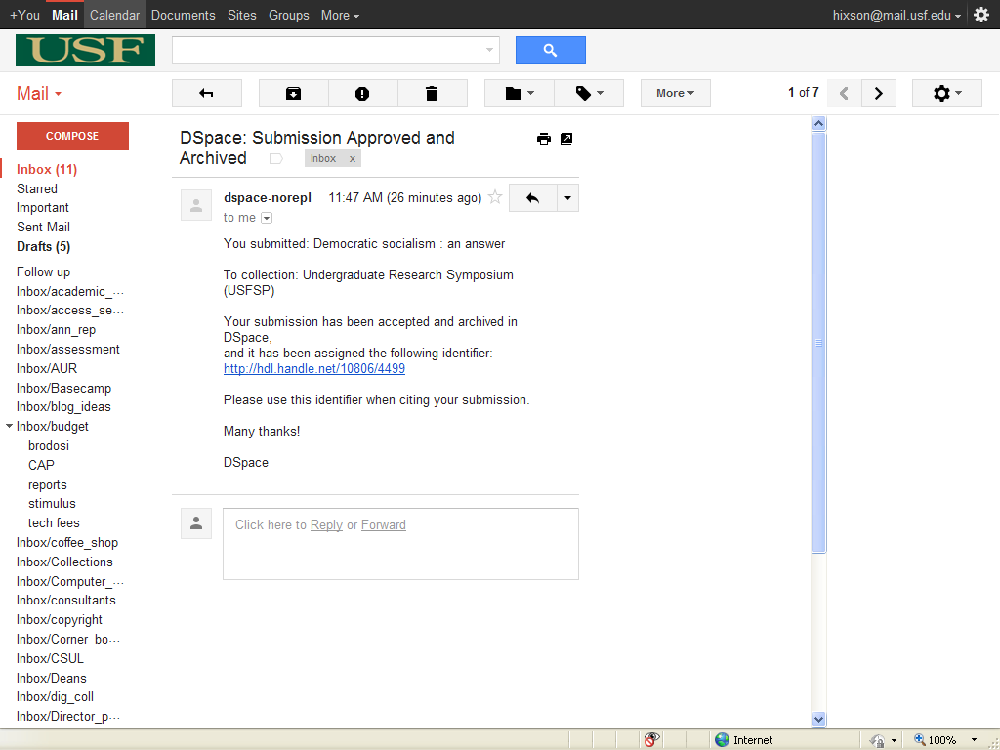 +You Mail Calendar Documents Sites Groups More hixson@mail.usf.edu
USF
Mail More 1 of 7
COMPOSE
Inbox (11)
Starred
Important
Sent Mail
Drafts (5)
Follow up
Inbox/academic_...
Inbox/access_se...
Inbox/ann_rep
Inbox/assessment
Inbox/AUR
Inbox/Basecamp
Inbox/blog_ideas
Inbox/budget
brodosi
CAP
reports
stimulus
tech fees
Inbox/coffee_shop
Inbox/Collections
Inbox/Computer_...
Inbox/consultants
Inbox/copyright
Inbox/Corner_bo...
Inbox/CSUL
Inbox/Deans
Inbox/dig_coll
Inbox/Director_p...
DSpace: Submission Approved and
Archived Inbox x
dspace-norepl 11:47 AM (26 minutes ago)
to me
You submitted: Democratic socialism : an answer
To collection: Undergraduate Research Symposium
(USFSP)
Your submission has been accepted and archived in
DSpace,
and it has been assigned the following identifier:
http://hdl.handle.net/10806/4499
Please use this identifier when citing your submission.
Many thanks!
DSpace
Click here to Reply or Forward
Internet 100%